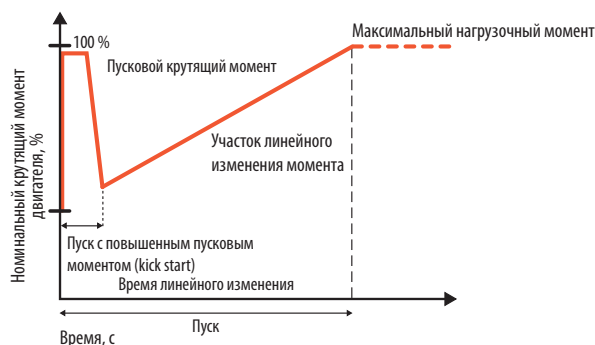 Максимальный нагрузочный момент
100 %
Пусковой крутящий момент
Участок линейного
изменения момента
Номинальный крутящий момент
двигателя, %
Пуск с повышенным пусковым
моментом (kick start)
Время линейного изменения
Пуск
Время, с